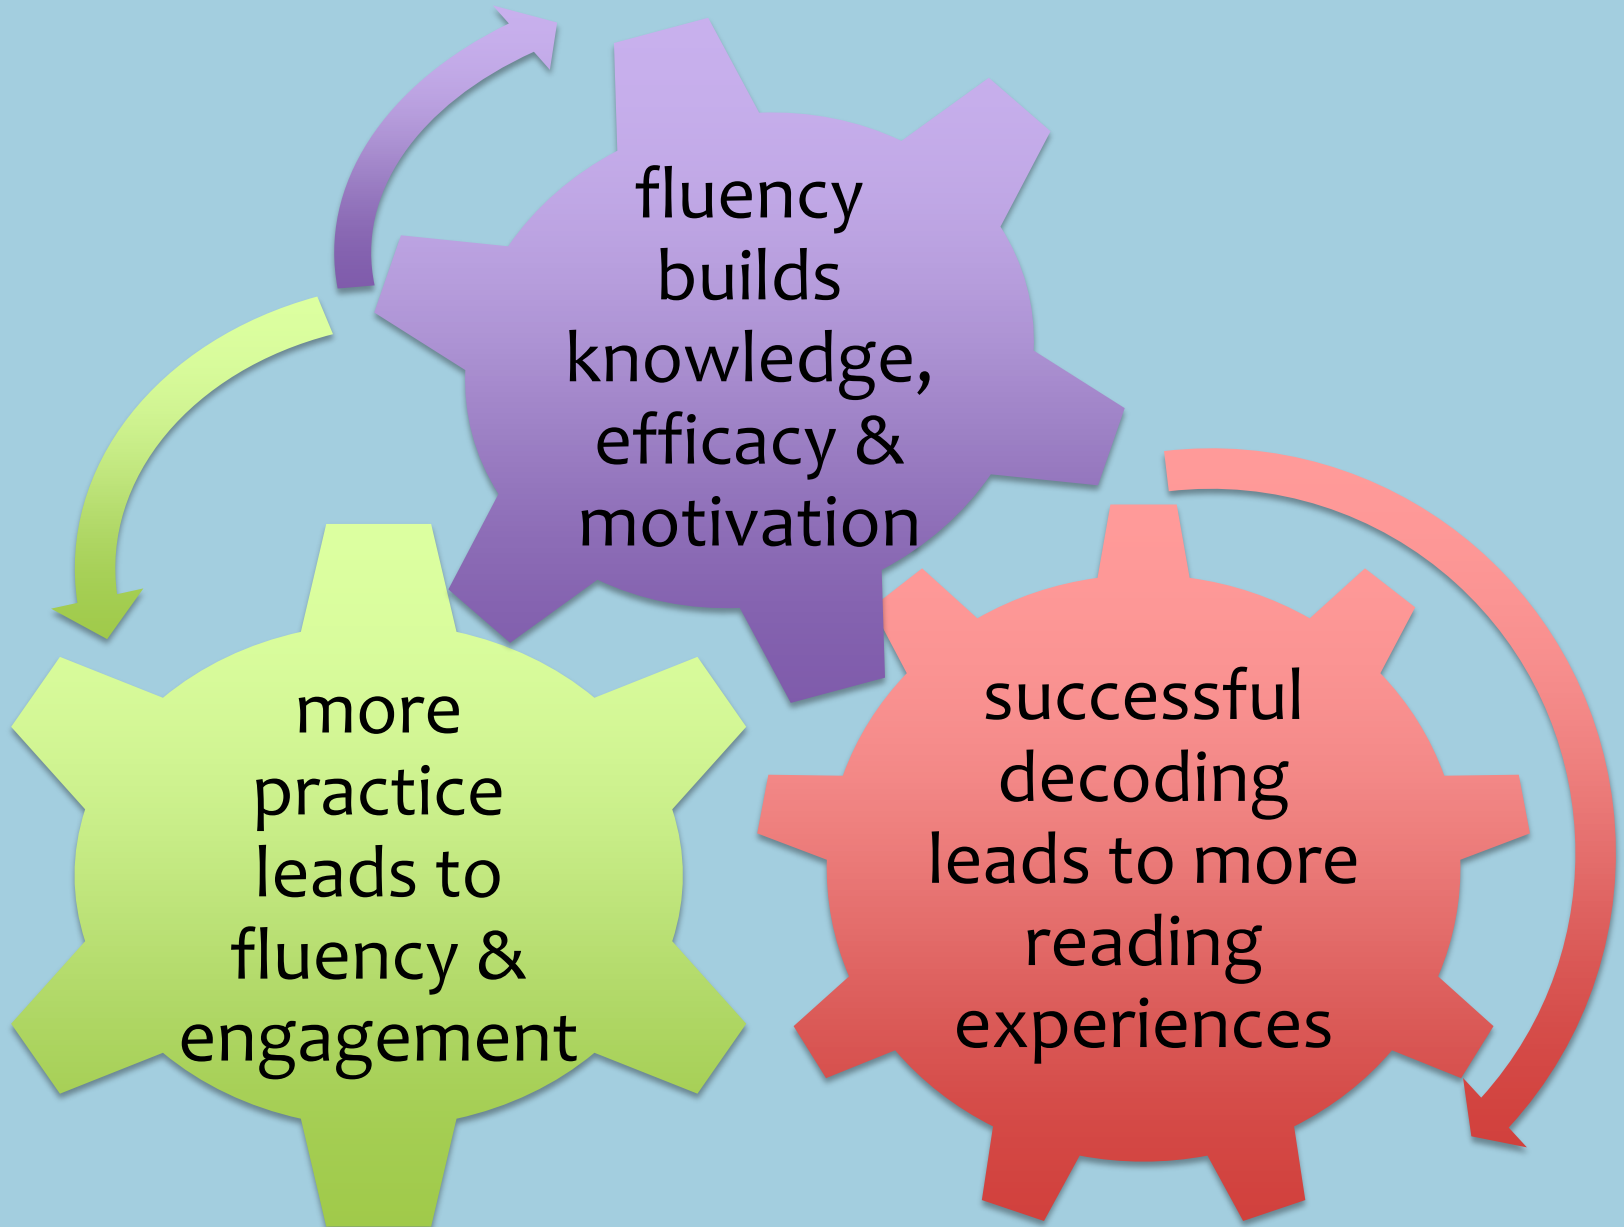 fluency
builds
knowledge,
efficacy &
motivation
more
practice
leads to
fluency &
engagement
successful
decoding
leads to more
reading
experiences